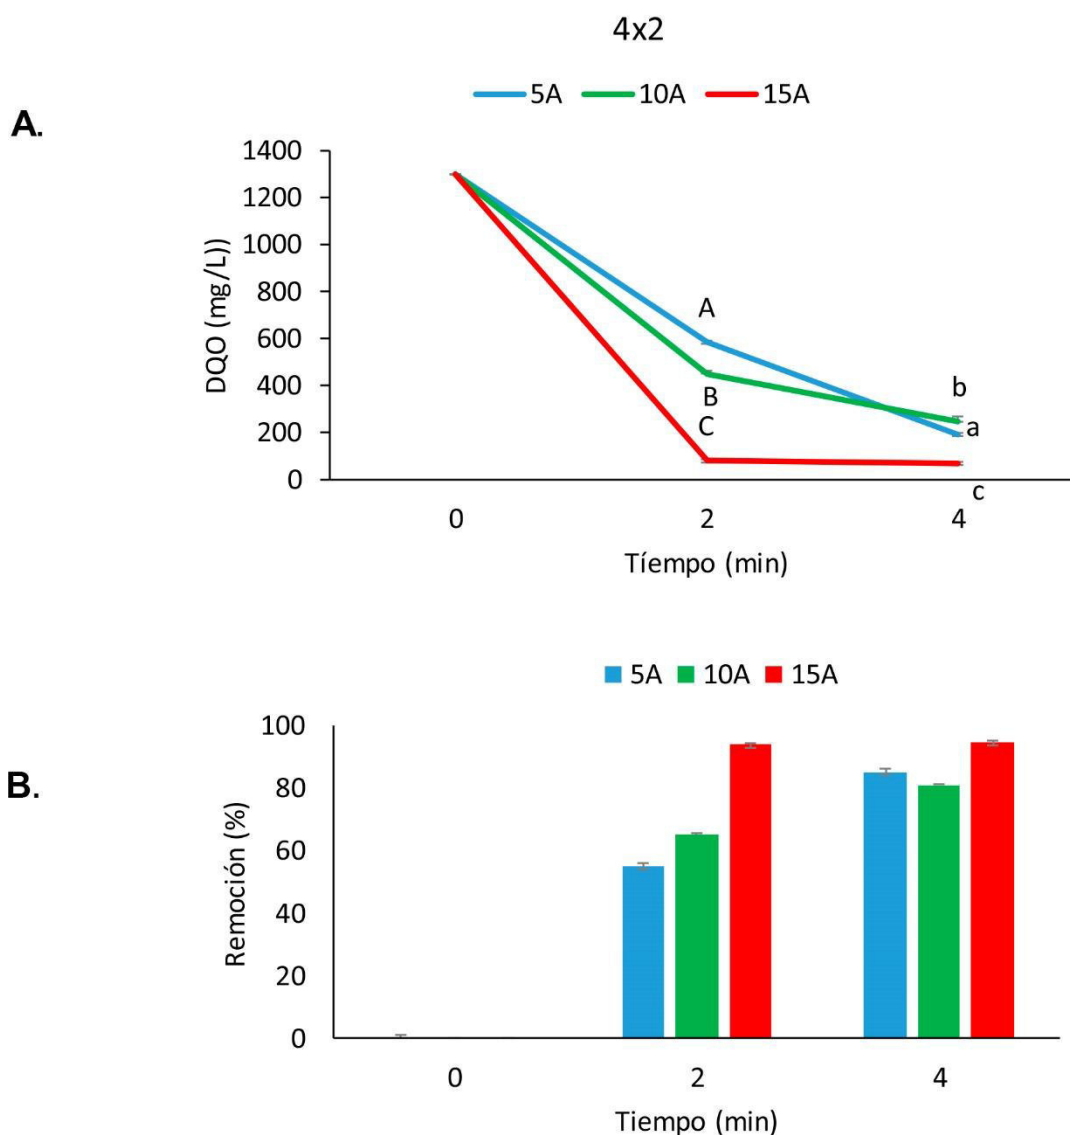 4x2
5A 10A 15A
A.
1400
1200
1000
800
600
400
200
0
DQO (mg/L))
A
B
C
b
a
c
0 2 4
Tíempo (min)
5A 10A 15A
B.
100
80
60
40
20
0
Remoción (%)
0 2 4
Tiempo (min)